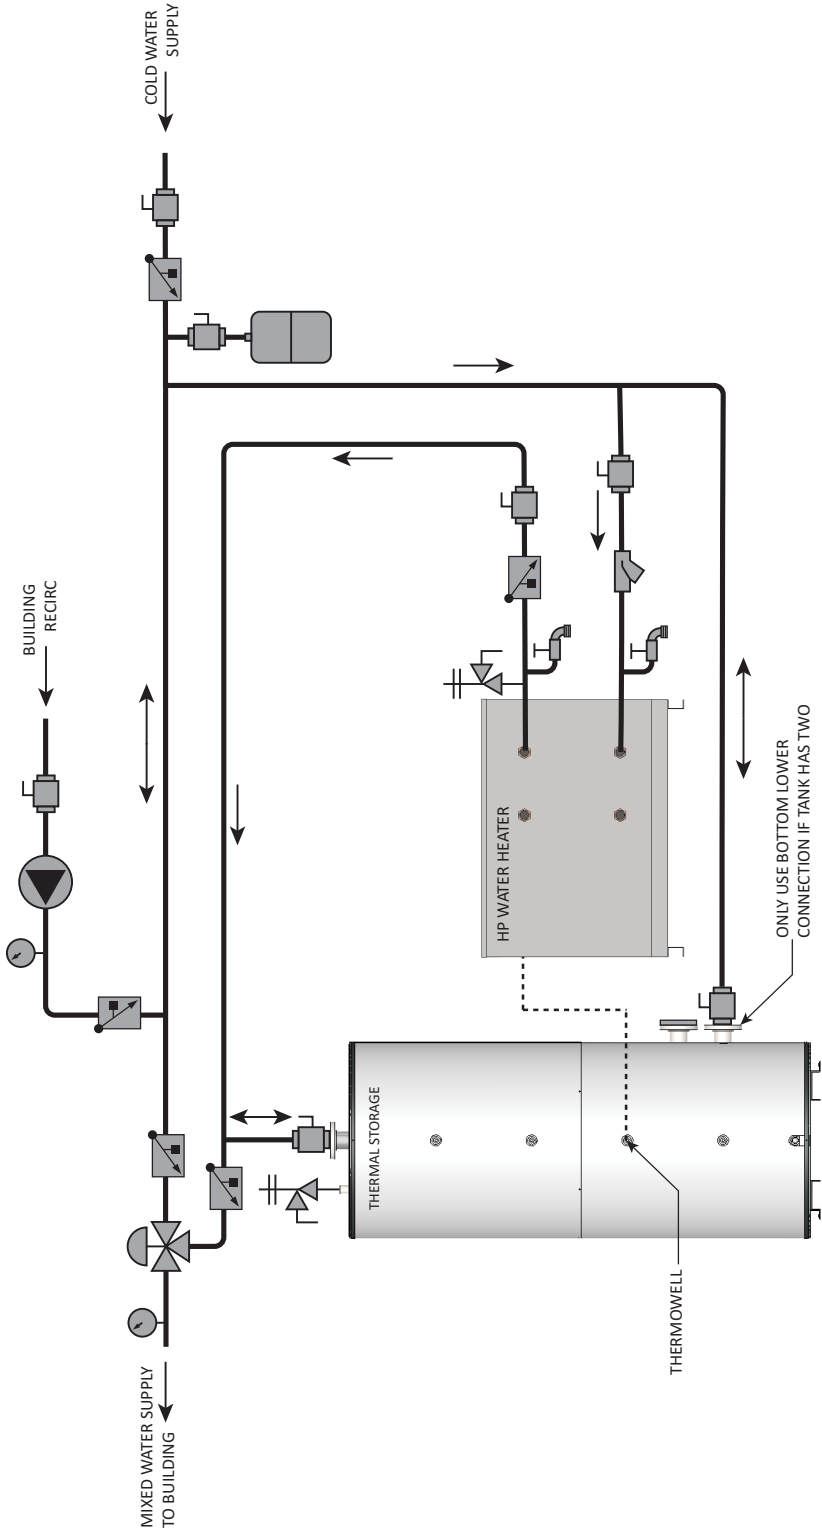 COLD WATER
SUPPLY
BUILDING
RECIRC
HP WATER HEATER
ONLY USE BOTTOM LOWER
CONNECTION IF TANK HAS TWO
THERMAL STORAGE
THERMOWELL
MIXED WATER SUPPLY
TO BUILDING